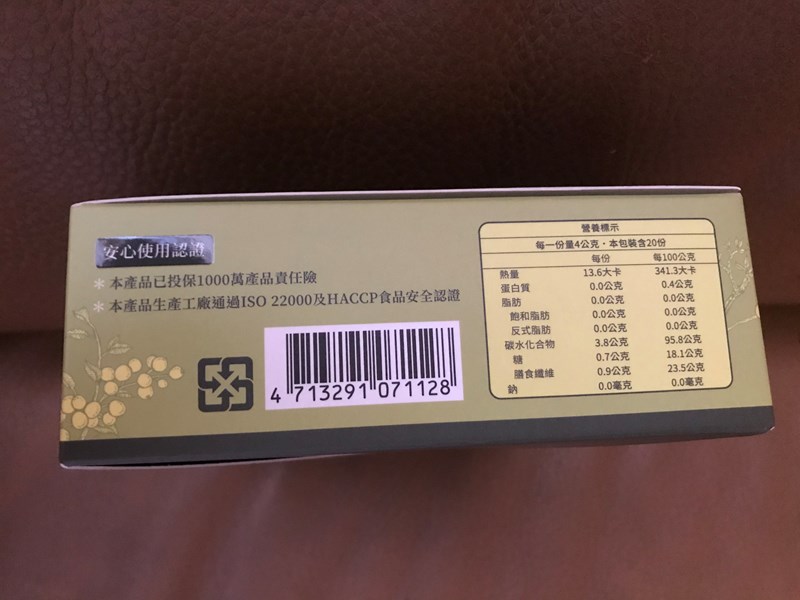 安心使用認證
* 本產品已投保1000萬產品責任險
* 本產品生產工廠通過ISO 22000及HACCP食品安全認證
4 713291 071128
營養標示
每一份量4公克，本包裝含20份
每份 每100公克
熱量 13.6大卡 341.3大卡
蛋白質 0.0公克 0.4公克
脂肪 0.0公克 0.0公克
飽和脂肪 0.0公克 0.0公克
反式脂肪 0.0公克 0.0公克
碳水化合物 3.8公克 95.8公克
糖 0.7公克 18.1公克
膳食纖維 0.9公克 23.5公克
鈉 0.0毫克 0.0毫克